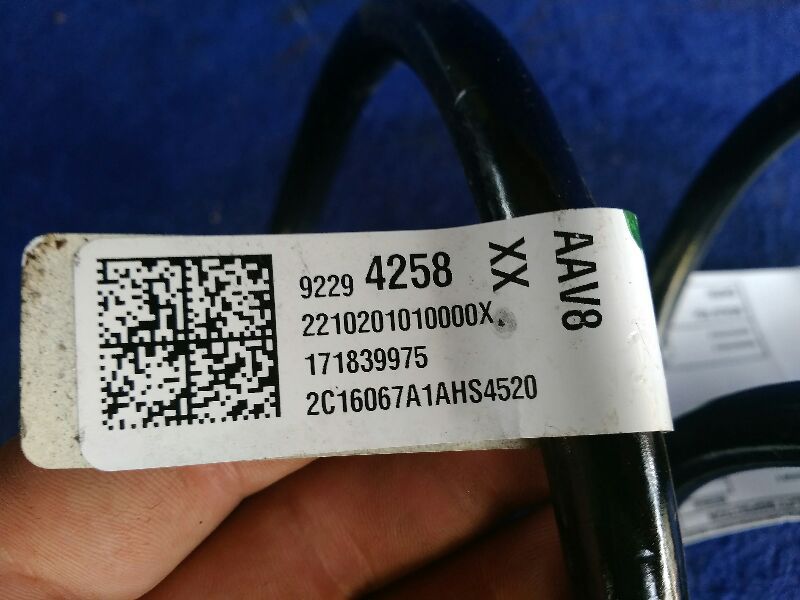 9229 4258
2210201010000X
171839975
2C16067A1AHS4520
XX
AAV8